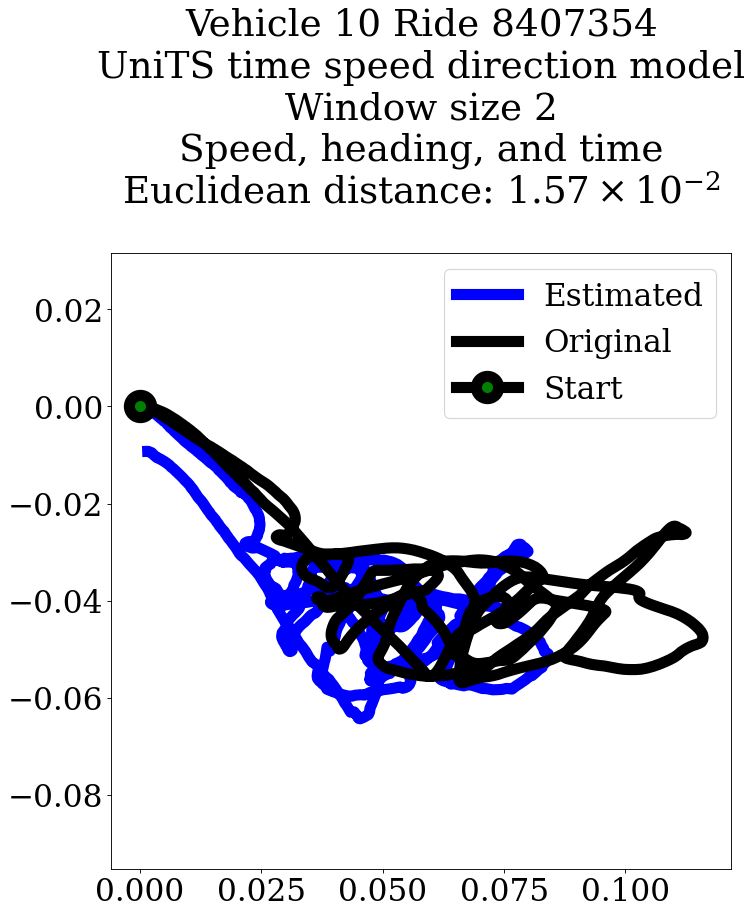 Vehicle 10 Ride 8407354
UniTS time speed direction model
Window size 2
Speed, heading, and time
Euclidean distance: 1.57 × 10⁻²
Estimated
Original
Start
0.02
0.00
−0.02
−0.04
−0.06
−0.08
0.000 0.025 0.050 0.075 0.100